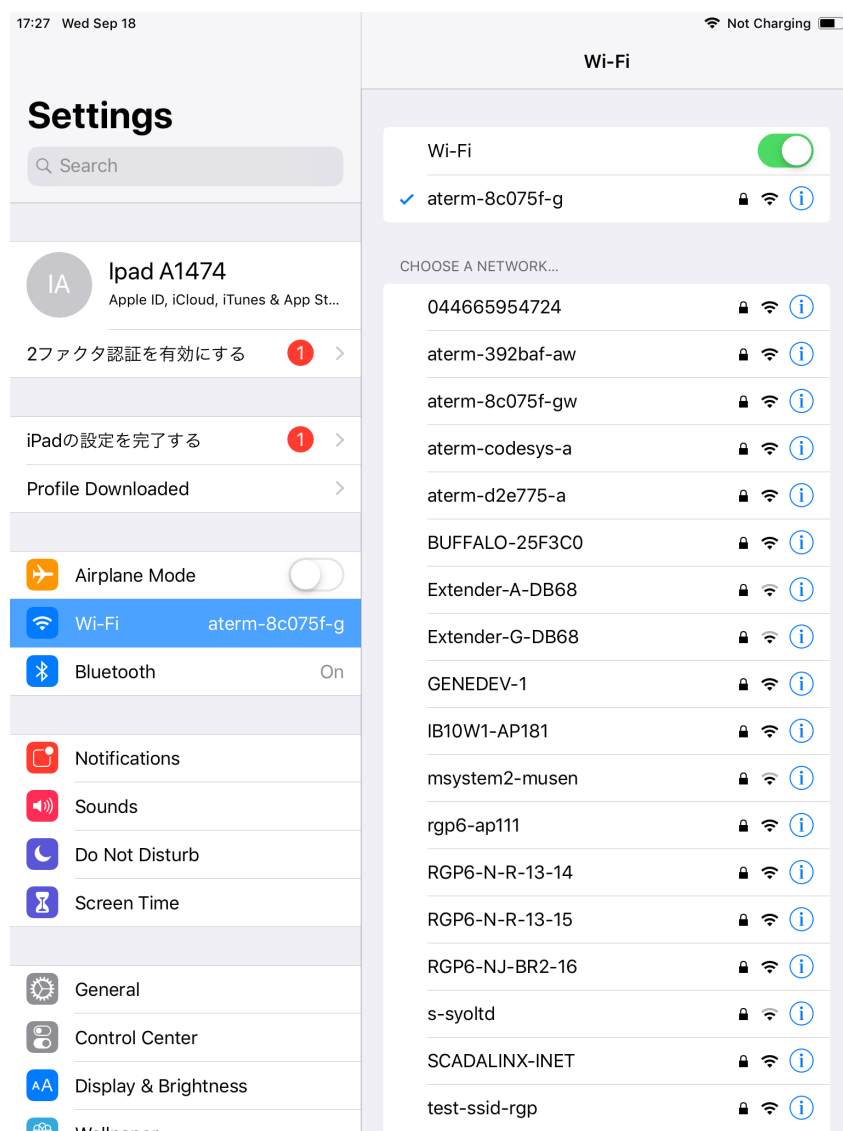 17:27 Wed Sep 18
Not Charging
Settings
Search
IA
Ipad A1474
Apple ID, iCloud, iTunes & App St...
2ファクタ認証を有効にする 1
iPadの設定を完了する 1
Profile Downloaded
Airplane Mode
Wi-Fi aterm-8c075f-g
Bluetooth On
Notifications
Sounds
Do Not Disturb
Screen Time
General
Control Center
AA Display & Brightness
Wi-Fi
Wi-Fi
aterm-8c075f-g
CHOOSE A NETWORK...
044665954724
aterm-392baf-aw
aterm-8c075f-gw
aterm-codesys-a
aterm-d2e775-a
BUFFALO-25F3C0
Extender-A-DB68
Extender-G-DB68
GENEDEV-1
IB10W1-AP181
msystem2-musen
rgp6-ap111
RGP6-N-R-13-14
RGP6-N-R-13-15
RGP6-NJ-BR2-16
s-syoltd
SCADALINX-INET
test-ssid-rgp